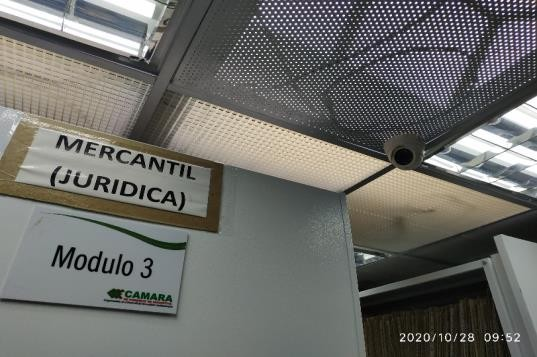 MERCANTIL
(JURIDICA)
Modulo 3
CAMARA
2020/10/28 09:52